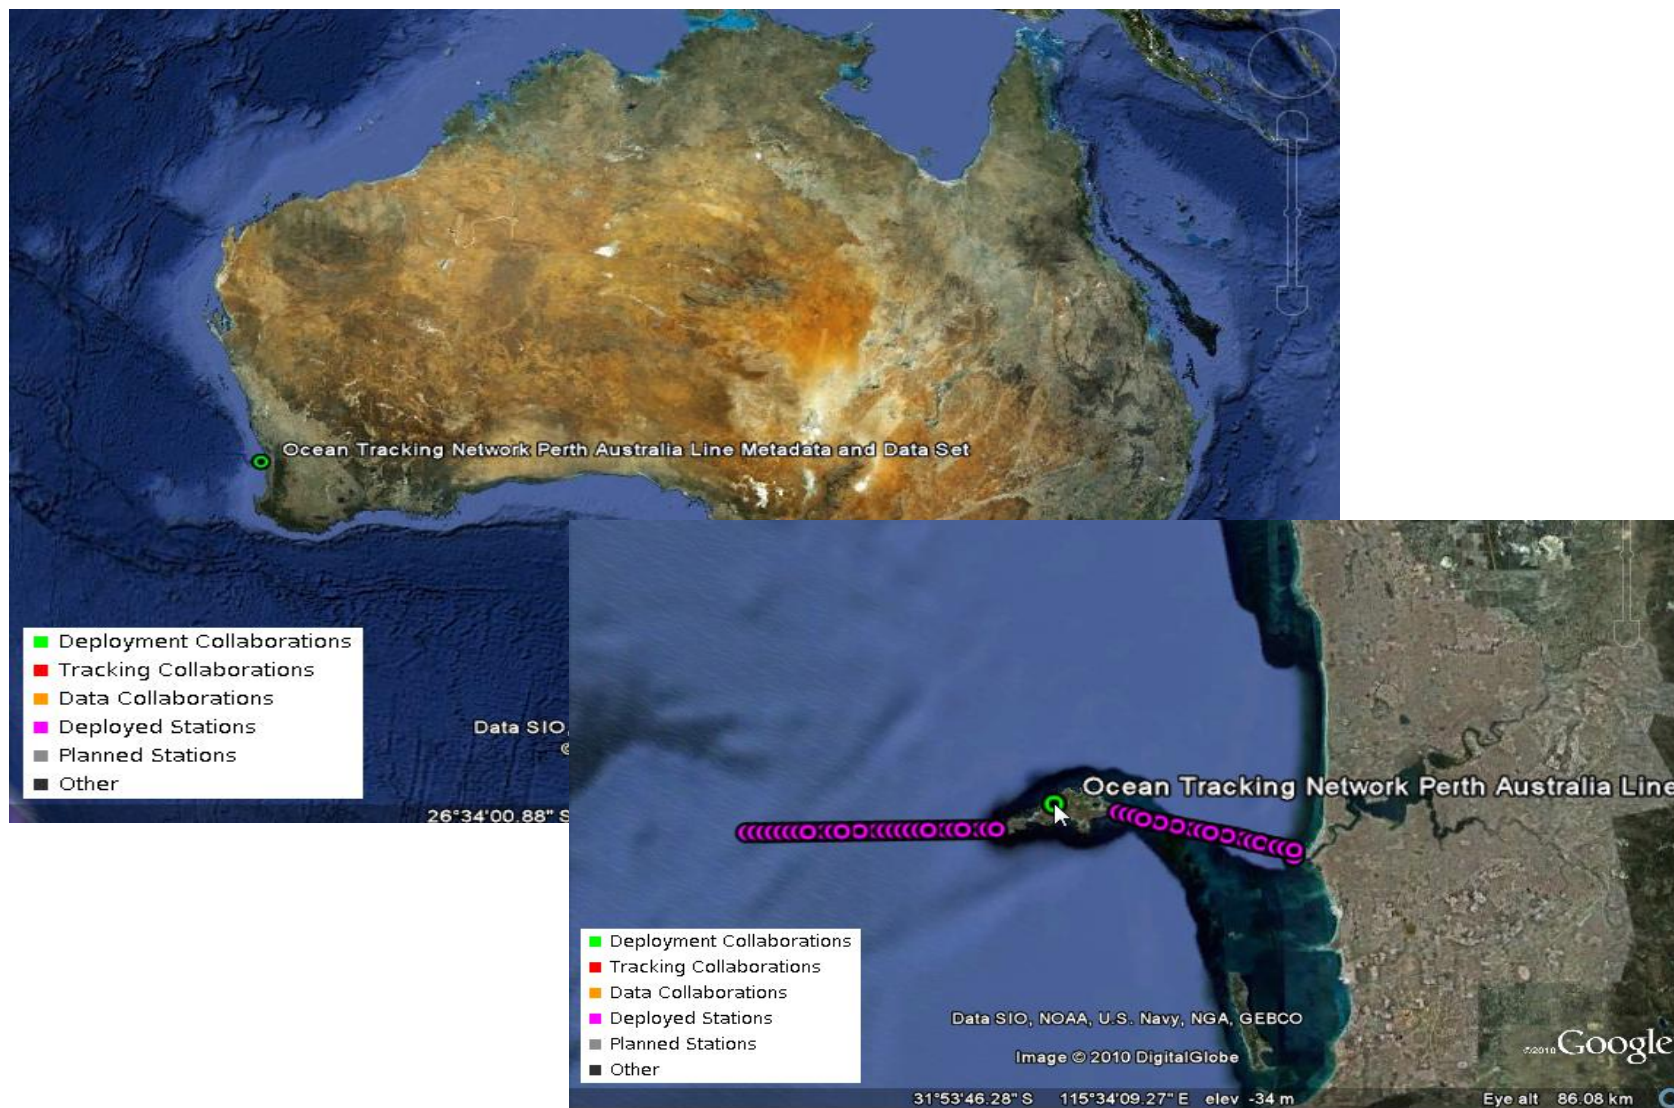 Ocean Tracking Network Perth Australia Line Metadata and Data Set
Deployment Collaborations
Tracking Collaborations
Data Collaborations
Deployed Stations
Planned Stations
Other
Data SIO,
©
26°34'00.88" S
Ocean Tracking Network Perth Australia Line
Deployment Collaborations
Tracking Collaborations
Data Collaborations
Deployed Stations
Planned Stations
Other
Data SIO, NOAA, U.S. Navy, NGA, GEBCO
Image © 2010 DigitalGlobe
©2010 Google
31°53'46.28" S 115°34'09.27" E elev -34 m
Eye alt 86.08 km